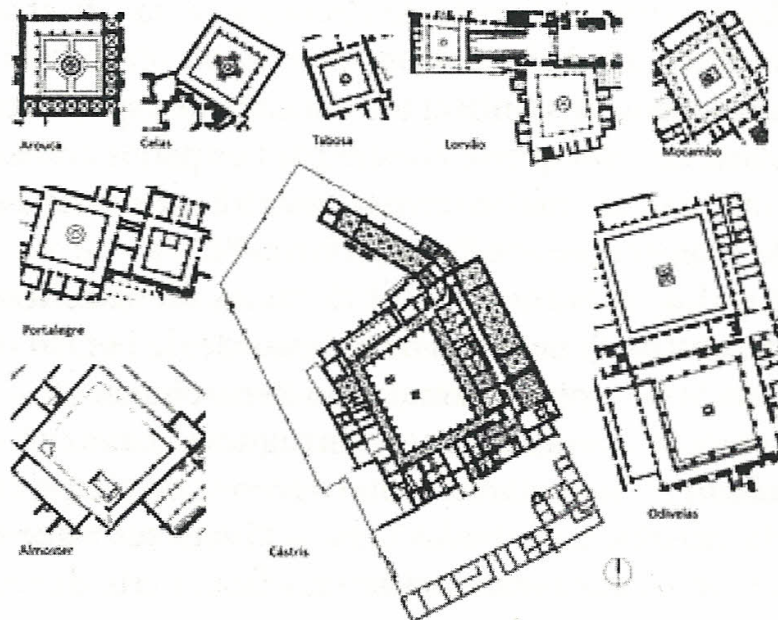 Arouca
Celas
Tabosa
Lorvão
Mocambo
Portalegre
Almoster
Cástris
Odivelas